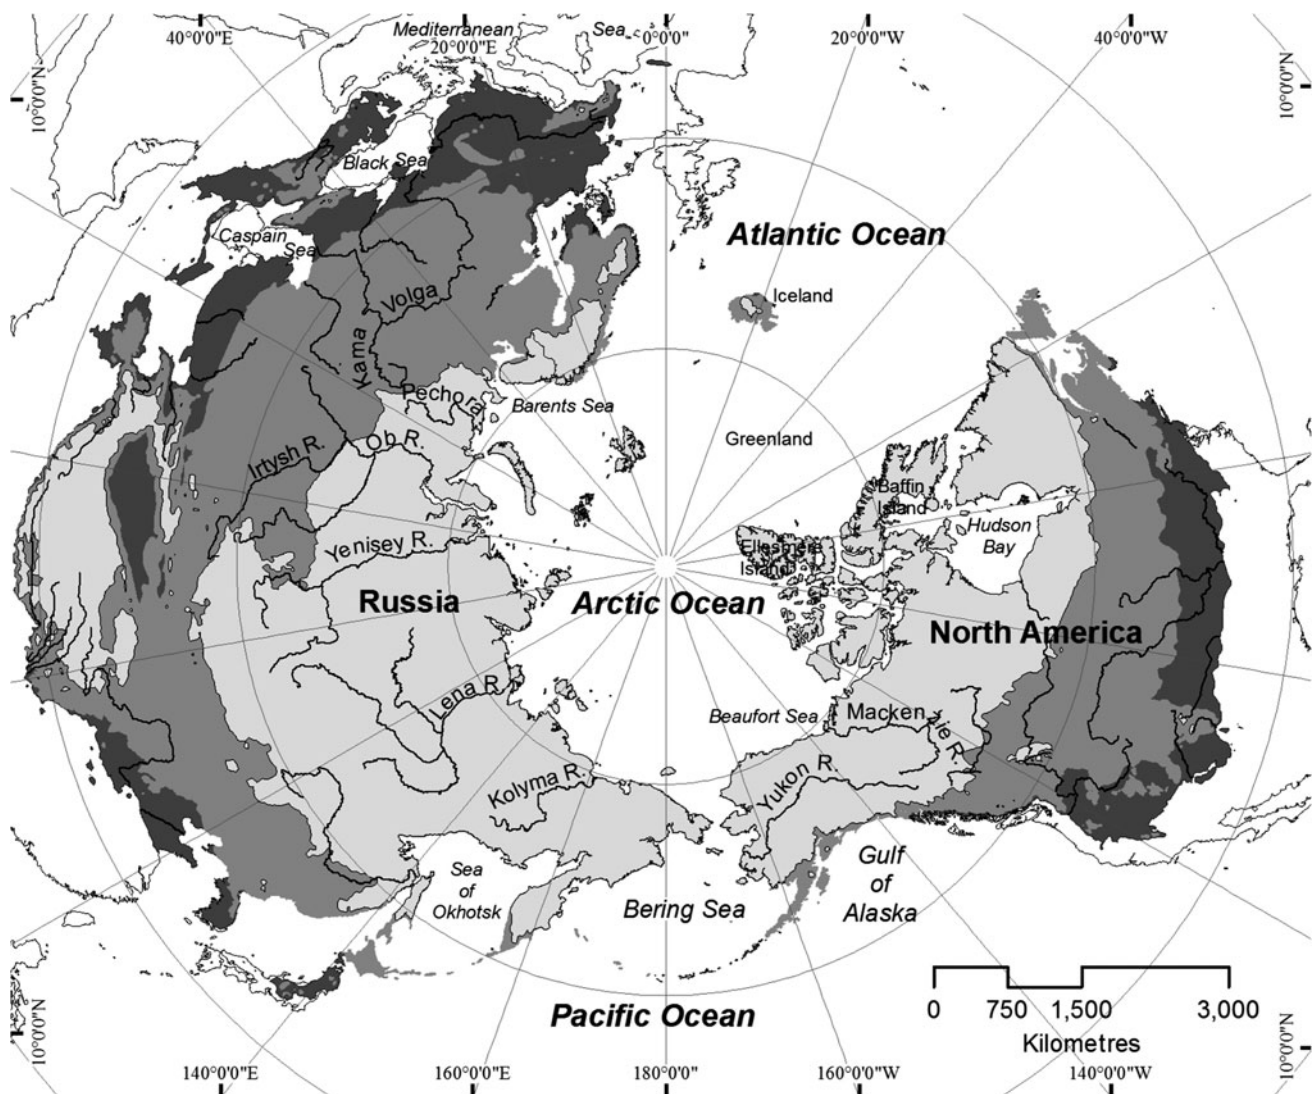 40°0'0"E
Mediterranean
20°0'0"E
Sea
0°0'0"
20°0'0"W
40°0'0"W
10°0'0"N
10°0'0"N
Black Sea
Caspain
Sea
Atlantic Ocean
Volga
Iceland
Kama
Pechora
Barents Sea
Greenland
Irtysh R.
Ob R.
Baffin
Island
Hudson
Bay
Yenisey R.
Ellesmere
Island
Russia
Arctic Ocean
North America
Lena R.
Beaufort Sea
Mackenzie R.
Kolyma R.
Yukon R.
Sea
of
Okhotsk
Bering Sea
Gulf
of
Alaska
Pacific Ocean
0 750 1,500 3,000
Kilometres
10°0'0"N
10°0'0"N
140°0'0"E
160°0'0"E
180°0'0"
160°0'0"W
140°0'0"W